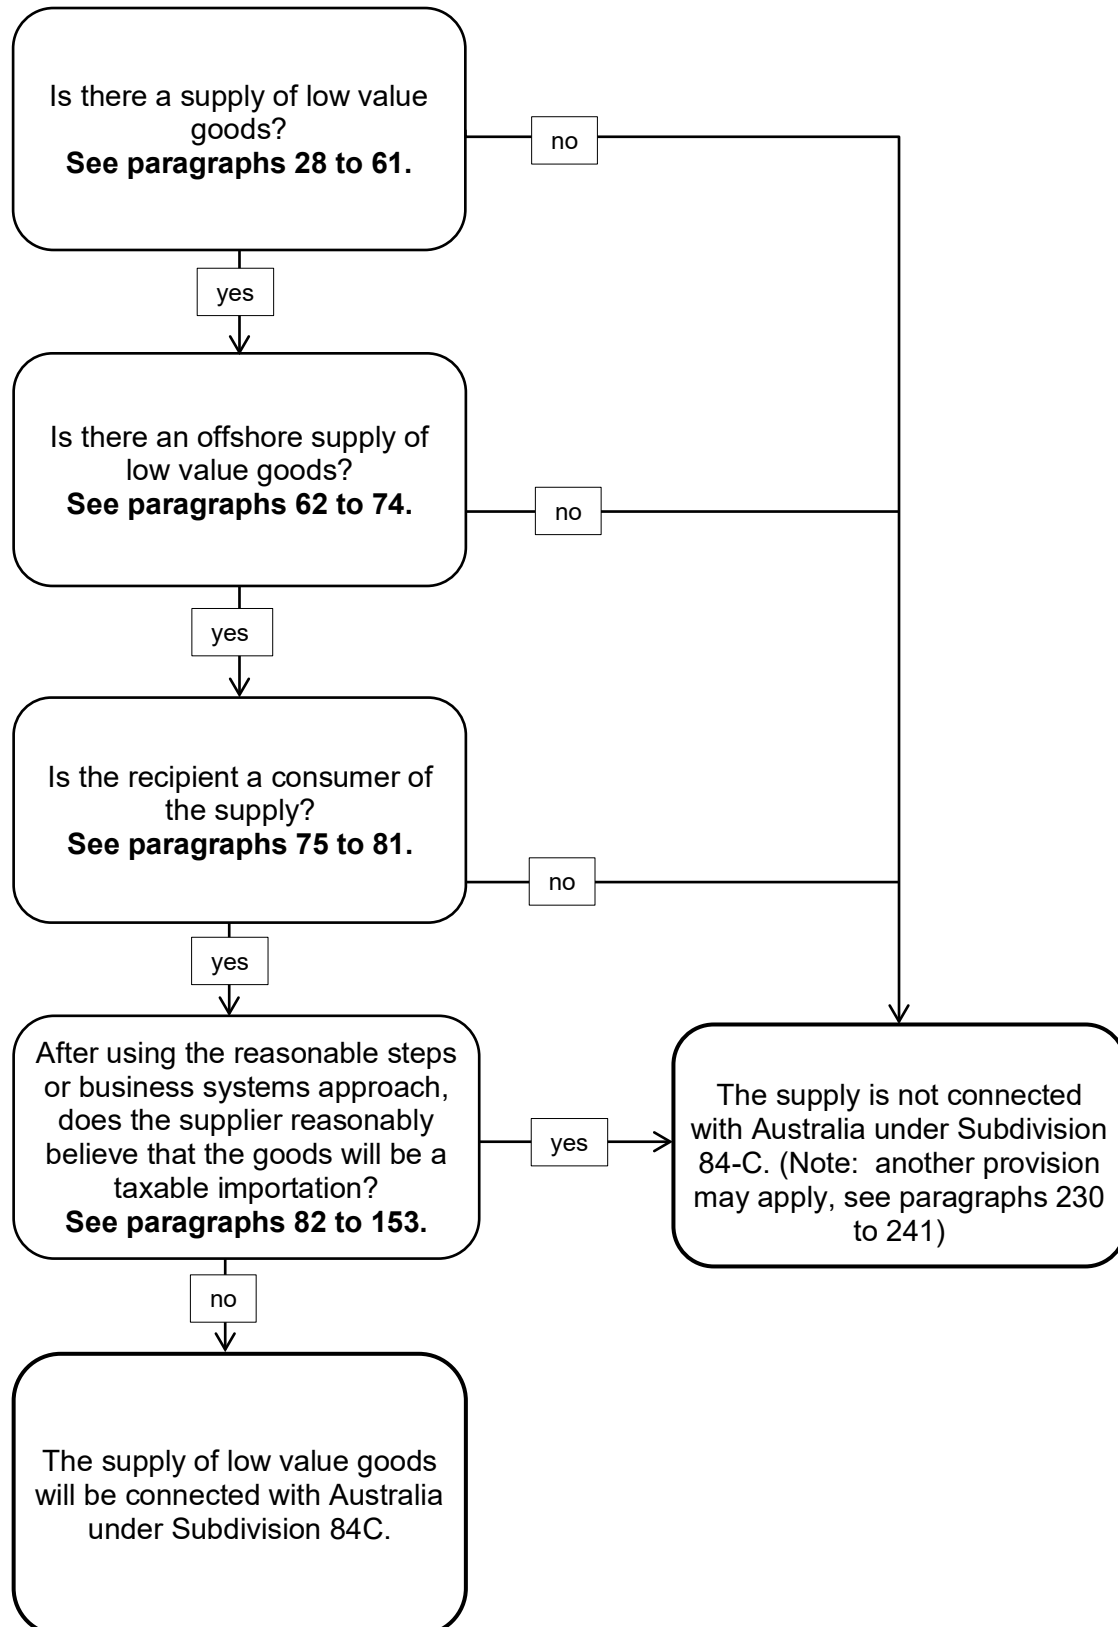 Is there a supply of low value
goods?
See paragraphs 28 to 61.
no
yes
Is there an offshore supply of
low value goods?
See paragraphs 62 to 74.
no
yes
Is the recipient a consumer of
the supply?
See paragraphs 75 to 81.
no
yes
After using the reasonable steps
or business systems approach,
does the supplier reasonably
believe that the goods will be a
taxable importation?
See paragraphs 82 to 153.
yes
The supply is not connected
with Australia under Subdivision
84-C. (Note:  another provision
may apply, see paragraphs 230
to 241)
no
The supply of low value goods
will be connected with Australia
under Subdivision 84C.